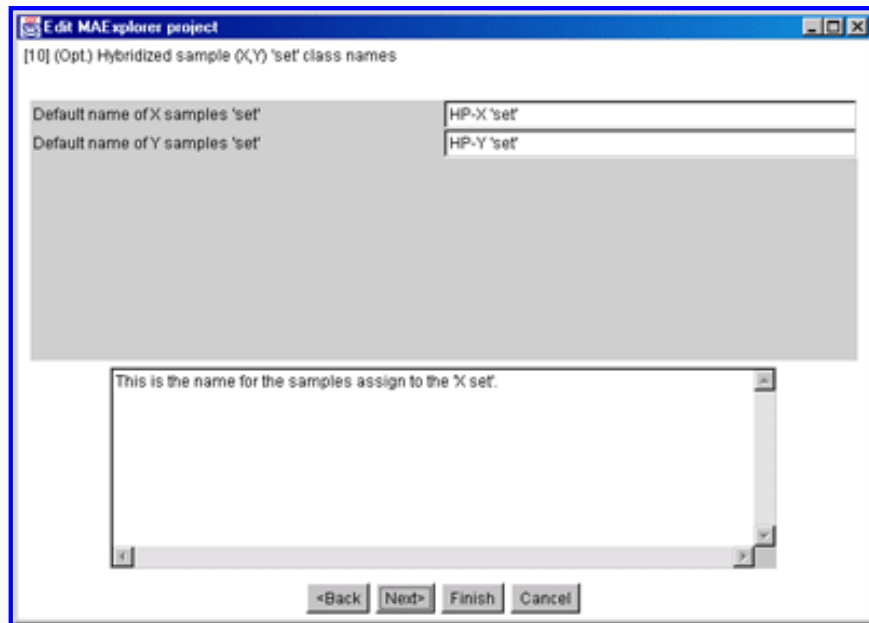 Edit MAExplorer project
[10] (Opt.) Hybridized sample (X,Y) 'set' class names
Default name of X samples 'set' HP-X 'set'
Default name of Y samples 'set' HP-Y 'set'
This is the name for the samples assign to the 'X set'.
<Back Next> Finish Cancel